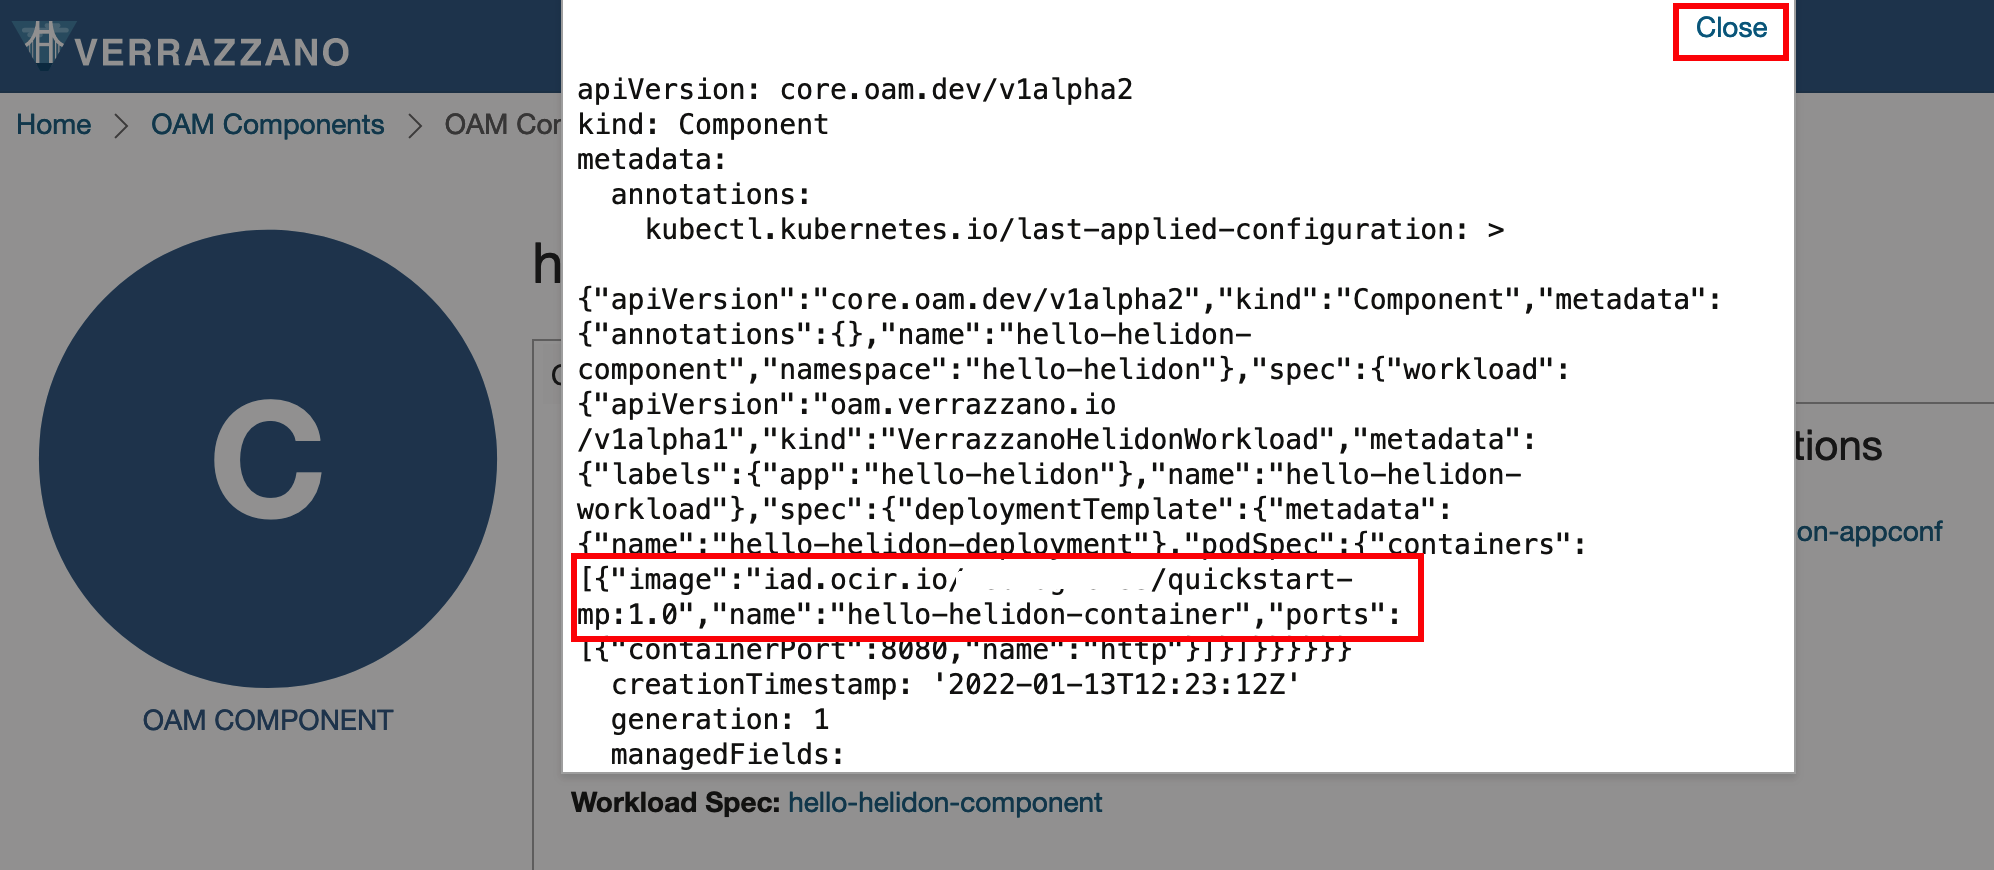 VERRAZZANO
Close
Home > OAM Components > OAM
apiVersion: core.oam.dev/v1alpha2
kind: Component
metadata:
  annotations:
    kubectl.kubernetes.io/last-applied-configuration: >
{"apiVersion":"core.oam.dev/v1alpha2","kind":"Component","metadata":
{"annotations":{},"name":"hello-helidon-
component","namespace":"hello-helidon"},"spec":{"workload":
{"apiVersion":"oam.verrazzano.io
/v1alpha1","kind":"VerrazzanoHelidonWorkload","metadata":
{"labels":{"app":"hello-helidon"},"name":"hello-helidon-
workload"},"spec":{"deploymentTemplate":{"metadata":
{"name":"hello-helidon-deployment"},"podSpec":{"containers":
[{"image":"iad.ocir.io/ /quickstart-
mp:1.0","name":"hello-helidon-container","ports":
[{"containerPort":8080,"name":"http"}]}]}}}}}}
  creationTimestamp: '2022-01-13T12:23:12Z'
  generation: 1
  managedFields:
C
OAM COMPONENT
h
tions
on-appconf
Workload Spec: hello-helidon-component